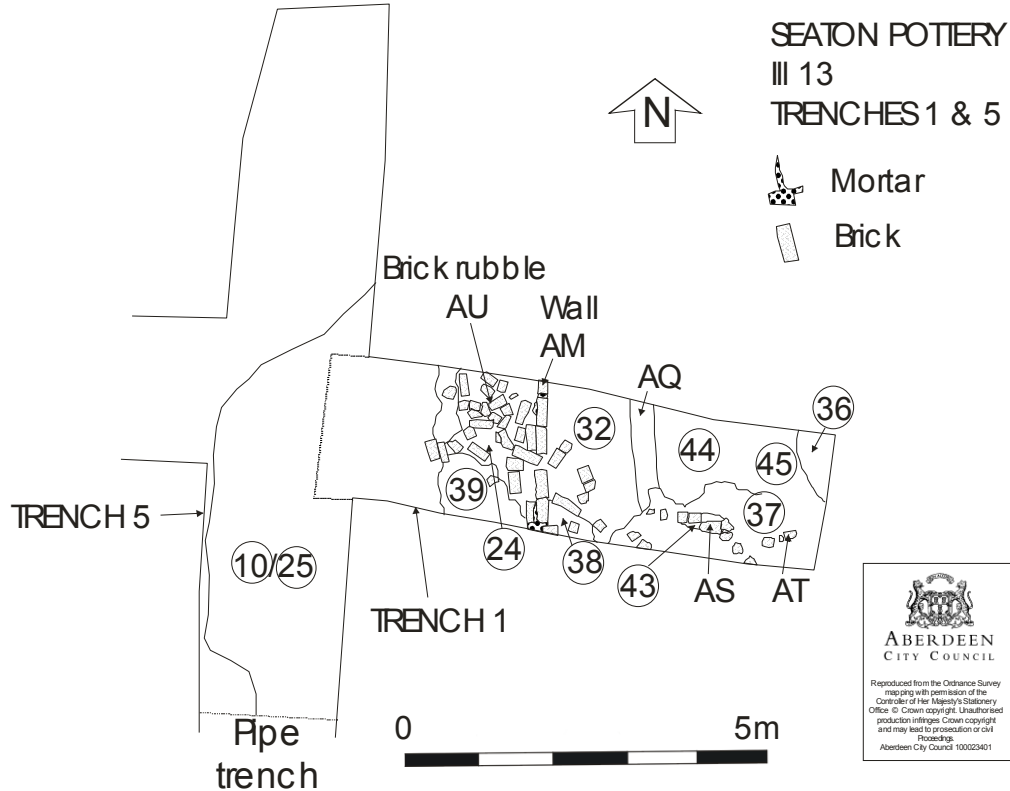 SEATON POTTERY
III 13
TRENCHES 1 & 5
N
Mortar
Brick
Brick rubble
AU
Wall
AM
AQ
36
32
44
45
39
37
TRENCH 5
10/25
24
38
43
AS
AT
TRENCH 1
0
5m
Pipe
trench
ABERDEEN
CITY COUNCIL
Reproduced from the Ordnance Survey
mapping with permission of the
Controller of Her Majesty's Stationery
Office © Crown copyright. Unauthorised
production infringes Crown copyright
and may lead to prosecution or civil
Proceedings.
Aberdeen City Council 100023401